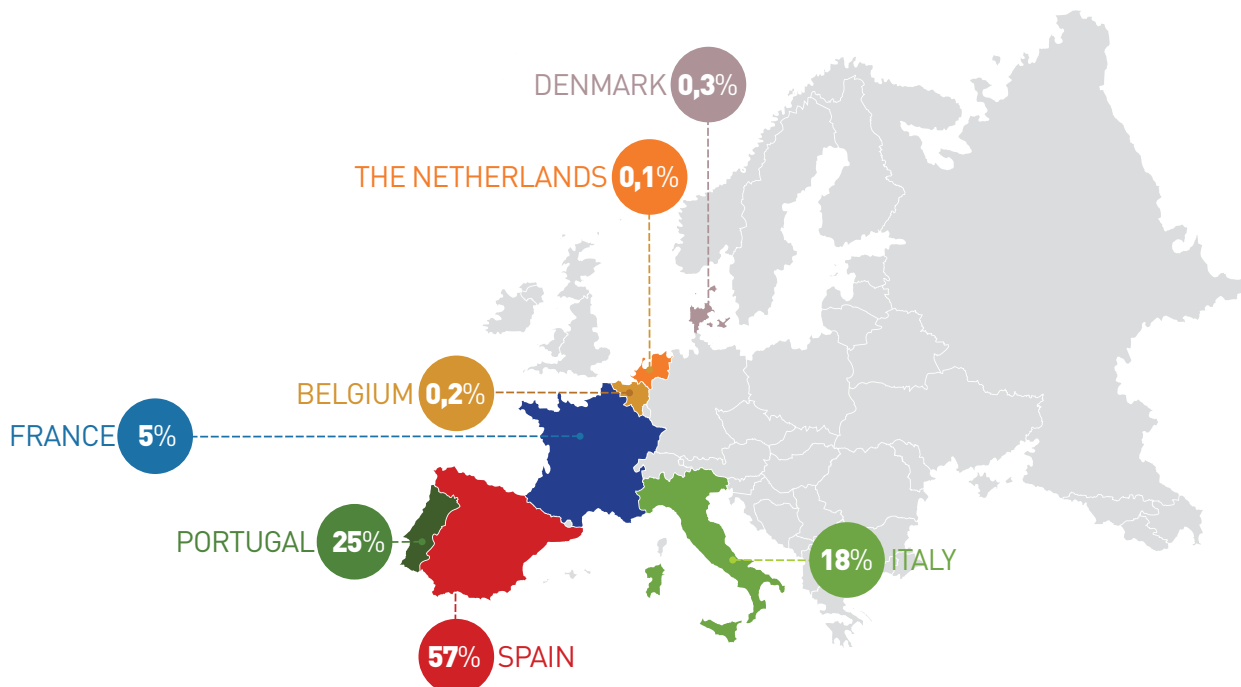 DENMARK 0,3%
THE NETHERLANDS 0,1%
BELGIUM 0,2%
FRANCE 5%
PORTUGAL 25%
18% ITALY
57% SPAIN